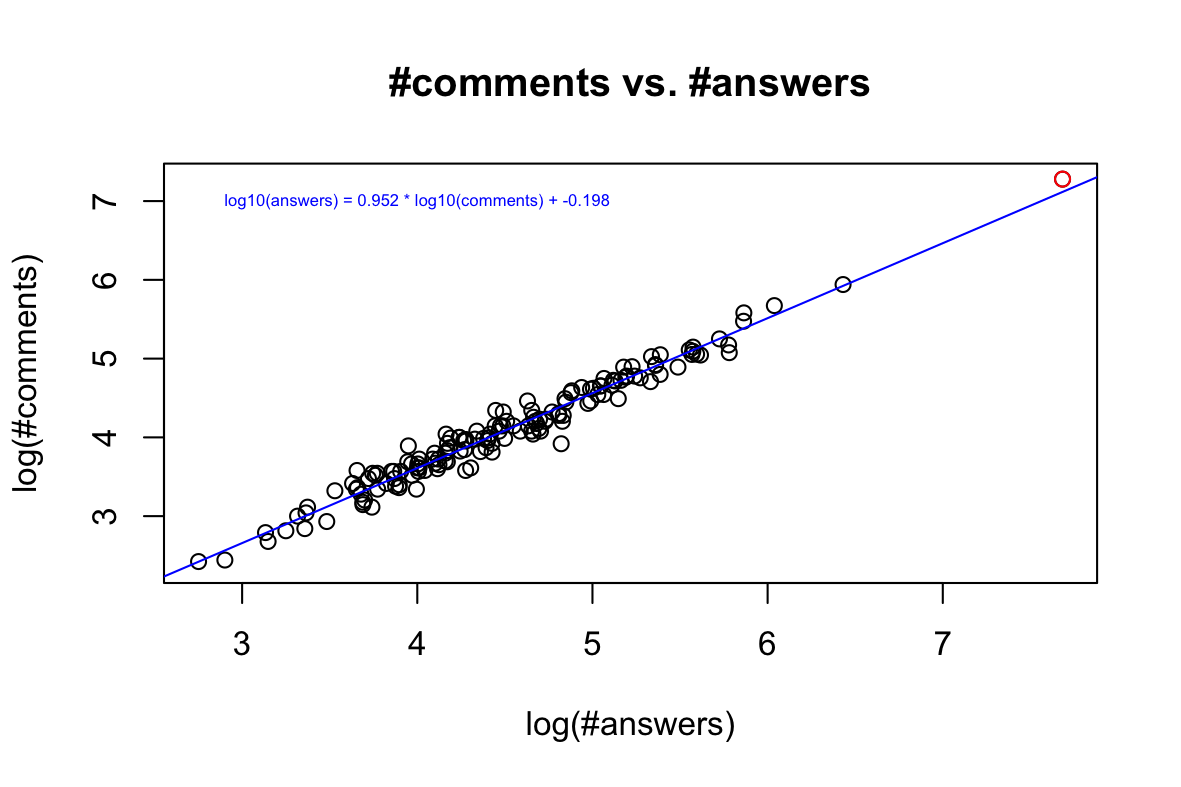 #comments vs. #answers
log10(answers) = 0.952 * log10(comments) + -0.198
log(#comments)
7
6
5
4
3
3 4 5 6 7
log(#answers)